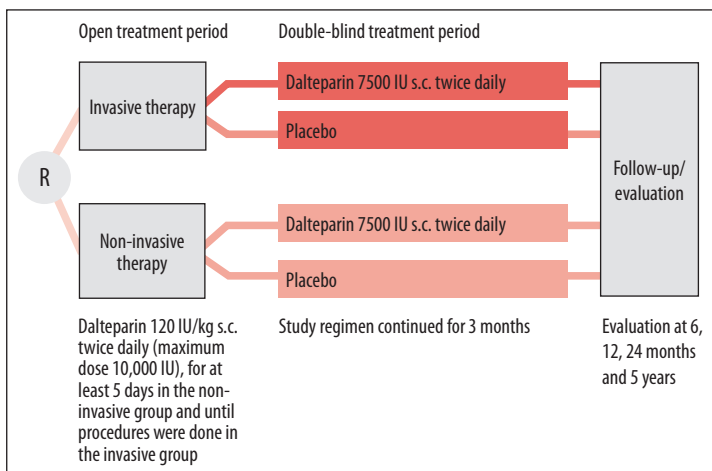 Open treatment period
Double-blind treatment period
R
Invasive therapy
Dalteparin 7500 IU s.c. twice daily
Placebo
Non-invasive
therapy
Dalteparin 7500 IU s.c. twice daily
Placebo
Follow-up/
evaluation
Dalteparin 120 IU/kg s.c.
twice daily (maximum
dose 10,000 IU), for at
least 5 days in the non-
invasive group and until
procedures were done in
the invasive group
Study regimen continued for 3 months
Evaluation at 6,
12, 24 months
and 5 years